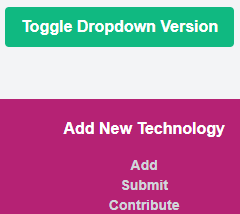 Toggle Dropdown Version
Add New Technology
Add
Submit
Contribute